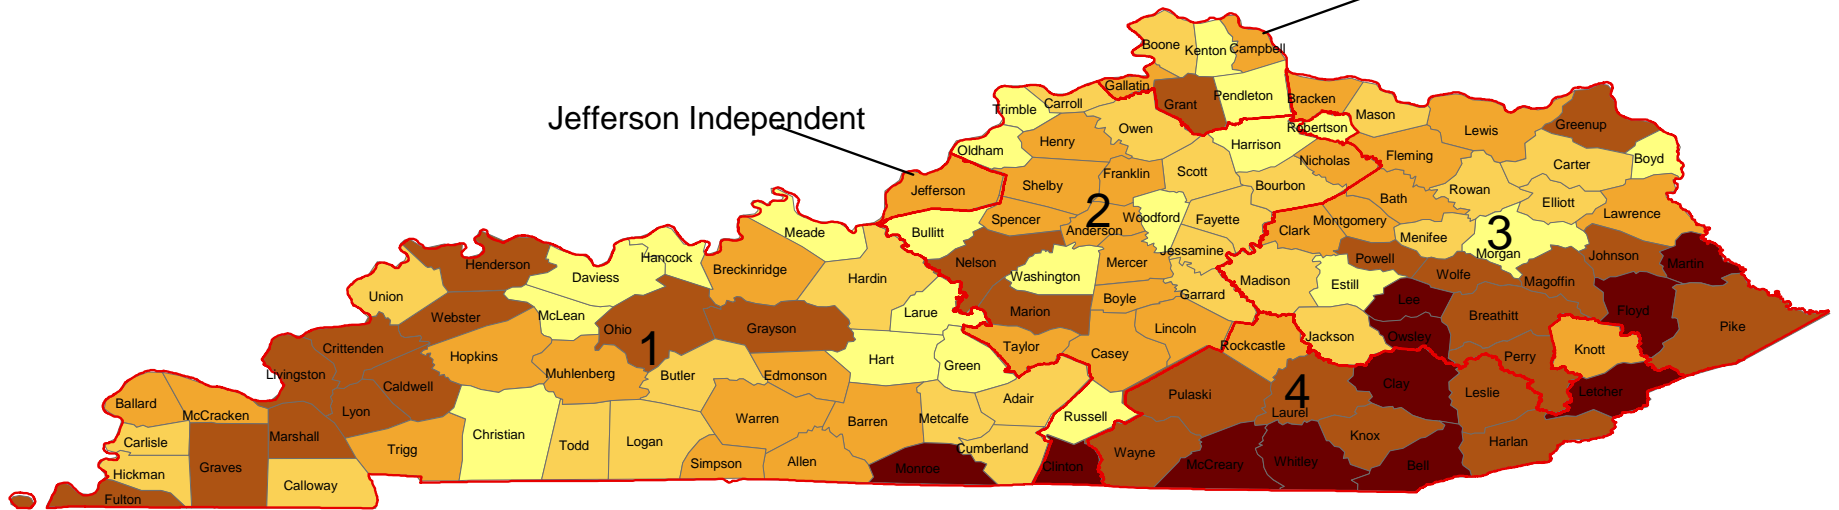 Boone
Kenton
Campbell
Gallatin
Grant
Pendleton
Bracken
Trimble
Carroll
Mason
Jefferson Independent
Owen
Robertson
Lewis
Greenup
Oldham
Henry
Harrison
Nicholas
Fleming
Carter
Boyd
Jefferson
Shelby
Franklin
Scott
Bourbon
Rowan
Bath
Elliott
Lawrence
Spencer
2
Woodford
Fayette
Anderson
Clark
Montgomery
Menifee
3
Morgan
Meade
Bullitt
Jessamine
Powell
Johnson
Martin
Henderson
Daviess
Hancock
Breckinridge
Hardin
Nelson
Washington
Mercer
Madison
Estill
Wolfe
Magoffin
Union
Webster
McLean
Ohio
Grayson
Larue
Marion
Boyle
Garrard
Lee
Breathitt
Floyd
Pike
Crittenden
Hopkins
1
Hart
Green
Taylor
Casey
Lincoln
Rockcastle
Jackson
Owsley
Perry
Knott
Livingston
Caldwell
Muhlenberg
Butler
Edmonson
Adair
Pulaski
4
Laurel
Clay
Leslie
Letcher
Ballard
McCracken
Lyon
Marshall
Warren
Barren
Metcalfe
Russell
Knox
Harlan
Carlisle
Graves
Trigg
Christian
Todd
Logan
Simpson
Allen
Monroe
Cumberland
Clinton
Wayne
McCreary
Whitley
Bell
Hickman
Calloway
Fulton